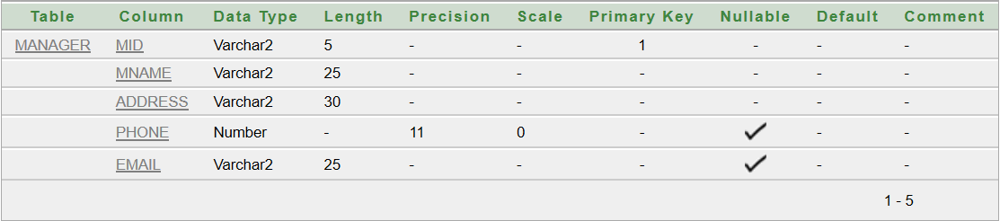 Table Column Data Type Length Precision Scale Primary Key Nullable Default Comment
MANAGER MID Varchar2 5 - - 1 - - -
MNAME Varchar2 25 - - - - - -
ADDRESS Varchar2 30 - - - - - -
PHONE Number - 11 0 - ✓ - -
EMAIL Varchar2 25 - - - ✓ - -
1 - 5